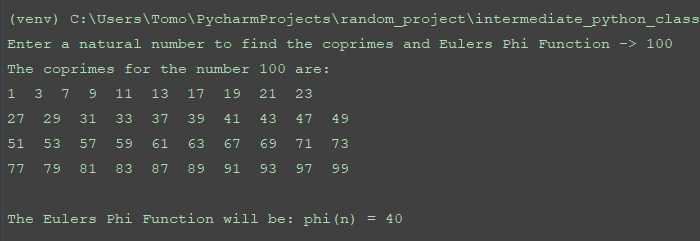 (venv) C:\Users\Tomo\PycharmProjects\random_project\intermediate_python_class
Enter a natural number to find the coprimes and Eulers Phi Function -> 100
The coprimes for the number 100 are:
1 3 7 9 11 13 17 19 21 23
27 29 31 33 37 39 41 43 47 49
51 53 57 59 61 63 67 69 71 73
77 79 81 83 87 89 91 93 97 99
The Eulers Phi Function will be: phi(n) = 40